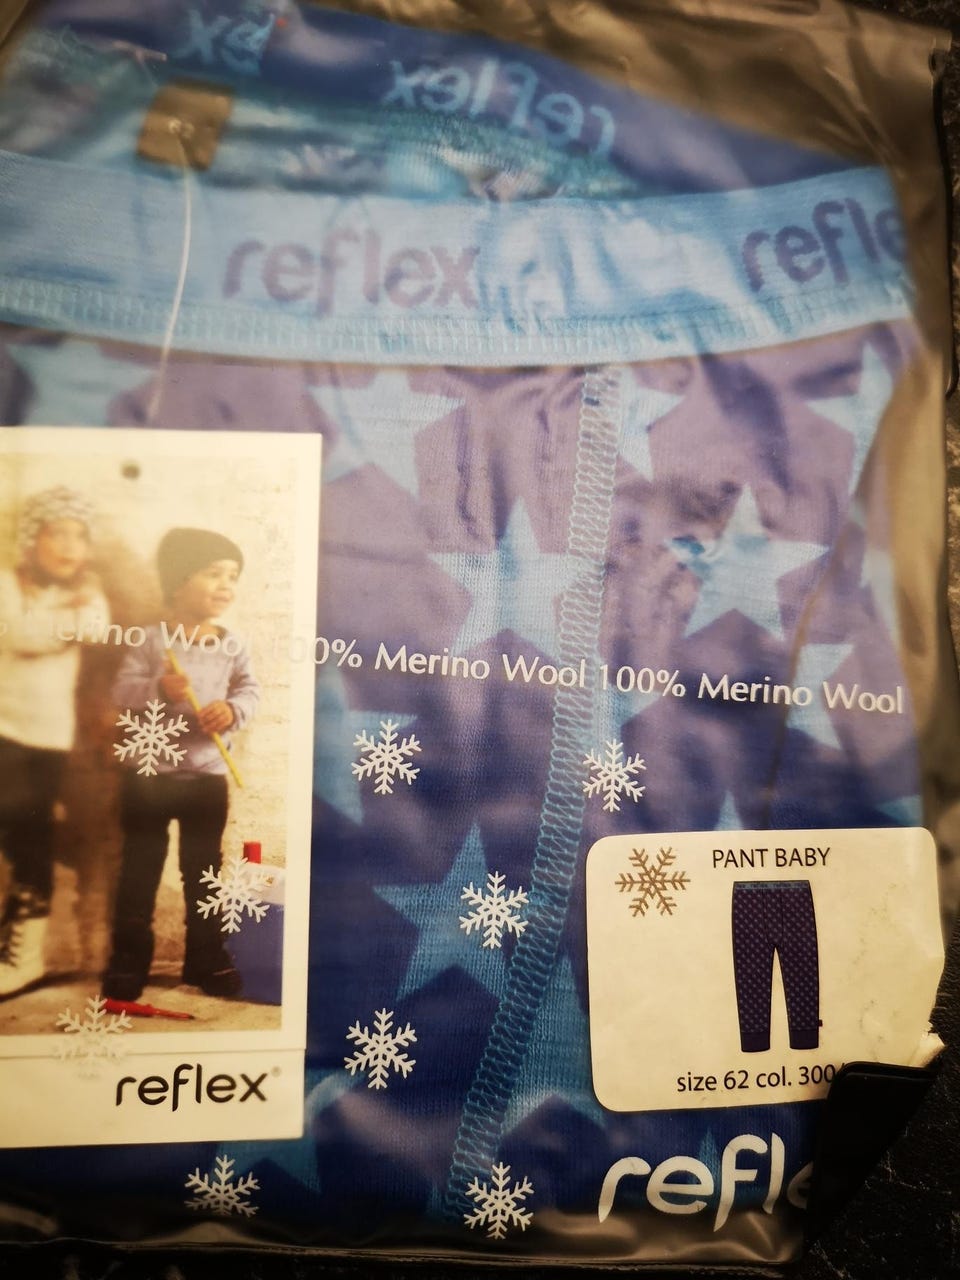 reflex
reflex
reflex
refle
% Merino Wool 100% Merino Wool 100% Merino Wool
PANT BABY
size 62 col. 300/
reflex®
refle